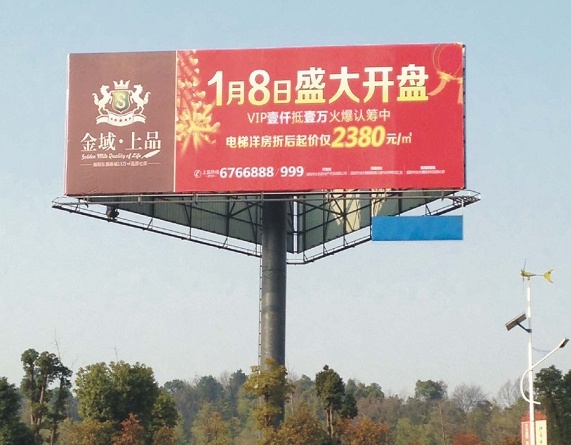 1月8日盛大开盘
VIP壹仟抵壹万火爆认筹中
电梯洋房折后起价仅2380元/㎡
6766888/999
S
金域·上品
Golden Mile Quality of Life